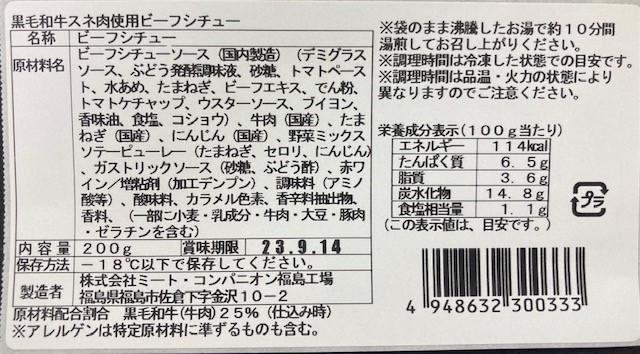 黒毛和牛スネ肉使用ビーフシチュー
名称 ビーフシチュー
原材料名 ビーフシチューソース（国内製造）（デミグラス
ソース、ぶどう発酵調味液、砂糖、トマトペース
ト、水あめ、たまねぎ、ビーフエキス、でん粉、
トマトケチャップ、ウスターソース、ブイヨン、
香味油、食塩、コショウ）、牛肉（国産）、たま
ねぎ（国産）、にんじん（国産）、野菜ミックス
ソテーピューレー（たまねぎ、セロリ、にんじん）
、ガストリックソース（砂糖、ぶどう酢）、赤ワ
イン／増粘剤（加工デンプン）、調味料（アミノ
酸等）、酸味料、カラメル色素、香辛料抽出物、
香料、（一部に小麦・乳成分・牛肉・大豆・豚肉
・ゼラチンを含む）
内容量 200g 賞味期限 23.9.14
保存方法 －18℃以下で保存してください。
製造者 株式会社ミート・コンパニオン福島工場
福島県福島市佐倉下字金沢10－2
原材料配合割合 黒毛和牛(牛肉)25%（仕込み時）
※アレルゲンは特定原材料に準ずるものも含む。
※袋のまま沸騰したお湯で約10分間
湯煎してお召し上がりください。
※調理時間は冷凍した状態での目安です。
※調理時間は品温・火力の状態により
異なりますのでご注意ください。
栄養成分表示（100g当たり）
エネルギー 114kcal
たんぱく質 6.5g
脂質 3.6g
炭水化物 14.8g
食塩相当量 1.1g
（この表示値は、目安です。）
プラ
4 948632 300333